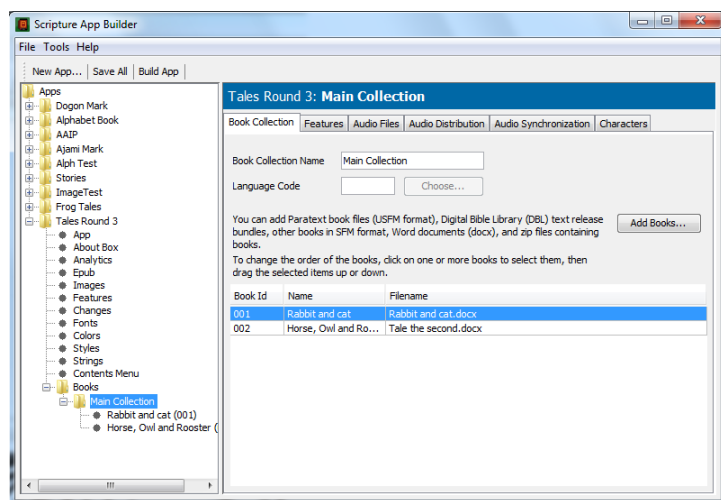 Scripture App Builder
File Tools Help
New App... Save All Build App
Apps
Dogon Mark
Alphabet Book
AAIP
Ajami Mark
Alph Test
Stories
ImageTest
Frog Tales
Tales Round 3
App
About Box
Analytics
Epub
Images
Features
Changes
Fonts
Colors
Styles
Strings
Contents Menu
Books
Main Collection
Rabbit and cat (001)
Horse, Owl and Rooster (
Tales Round 3: Main Collection
Book Collection Features Audio Files Audio Distribution Audio Synchronization Characters
Book Collection Name Main Collection
Language Code Choose...
You can add Paratext book files (USFM format), Digital Bible Library (DBL) text release
bundles, other books in SFM format, Word documents (docx), and zip files containing
books.
Add Books...
To change the order of the books, click on one or more books to select them, then
drag the selected items up or down.
Book Id Name Filename
001 Rabbit and cat Rabbit and cat.docx
002 Horse, Owl and Ro... Tale the second.docx